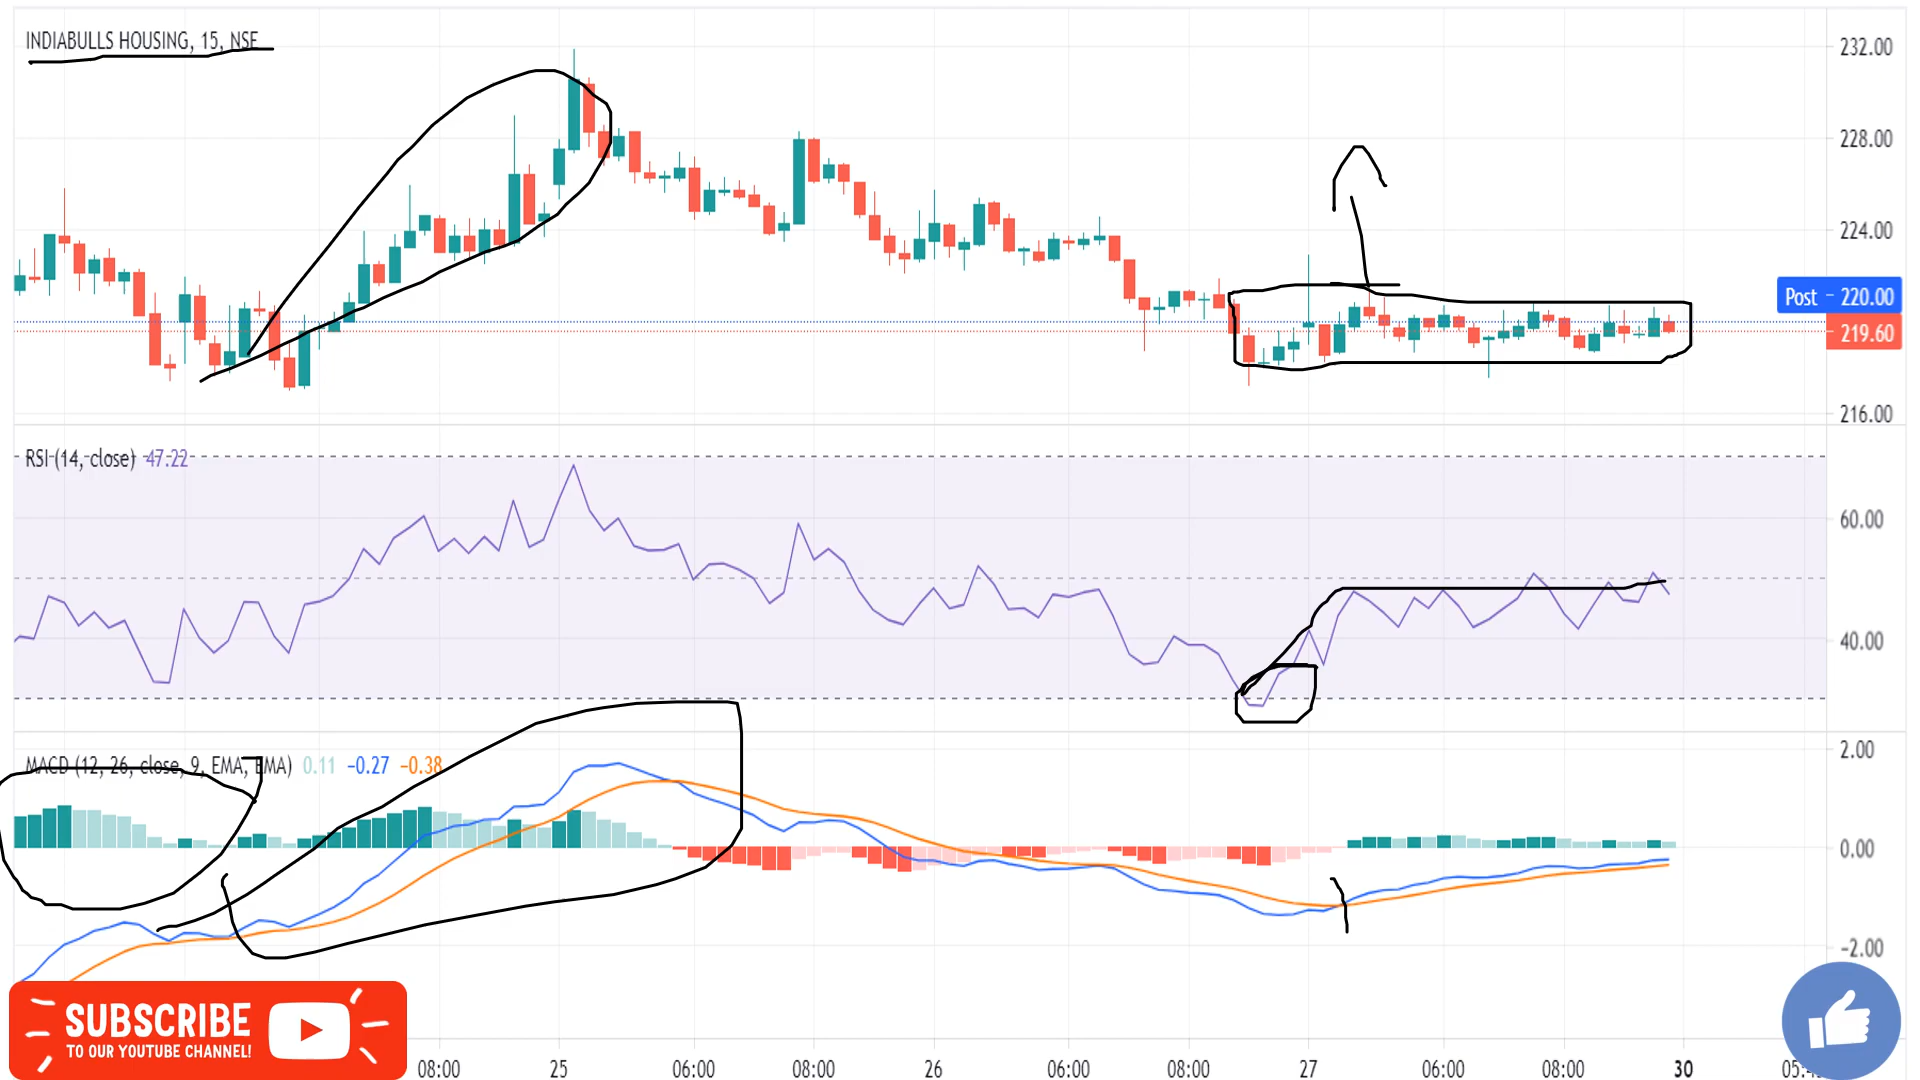 INDIABULLS HOUSING, 15, NSE
232.00
228.00
224.00
Post - 220.00
219.60
216.00
RSI (14, close) 47.22
60.00
40.00
MACD (12, 26, close, 9, EMA, EMA) 0.11 −0.27 −0.38
2.00
0.00
−2.00
SUBSCRIBE
TO OUR YOUTUBE CHANNEL!
08:00 25 06:00 08:00 26 06:00 08:00 27 06:00 08:00 30